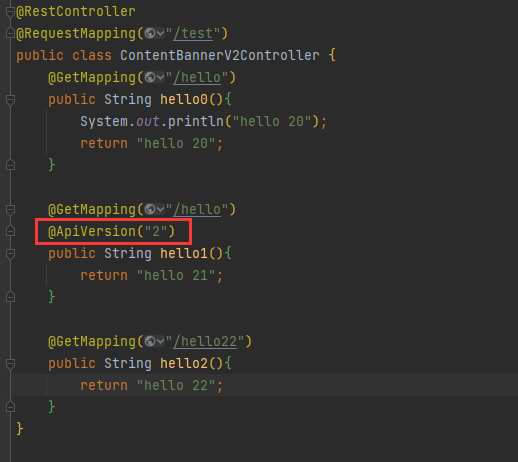 @RestController
@RequestMapping("/test")
public class ContentBannerV2Controller {
@GetMapping("/hello")
public String hello0(){
System.out.println("hello 20");
return "hello 20";
}
@GetMapping("/hello")
@ApiVersion("2")
public String hello1(){
return "hello 21";
}
@GetMapping("/hello22")
public String hello2(){
return "hello 22";
}
}